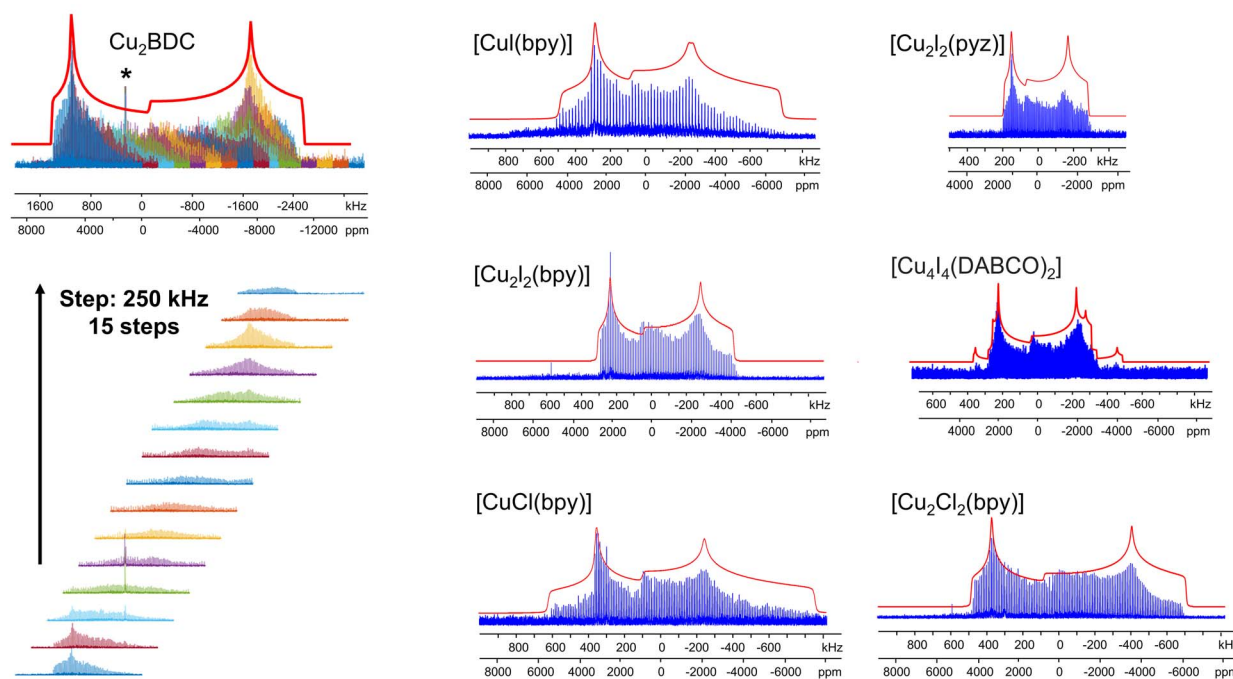 Cu₂BDC
*
1600 800 0 -800 -1600 -2400 kHz
8000 4000 0 -4000 -8000 -12000 ppm
Step: 250 kHz
15 steps
[CuI(bpy)]
800 600 400 200 0 -200 -400 -600 kHz
8000 6000 4000 2000 0 -2000 -4000 -6000 ppm
[Cu₂I₂(pyz)]
400 200 0 -200 kHz
4000 2000 0 -2000 ppm
[Cu₂I₂(bpy)]
800 600 400 200 0 -200 -400 -600 kHz
8000 6000 4000 2000 0 -2000 -4000 -6000 ppm
[Cu₄I₄(DABCO)₂]
600 400 200 0 -200 -400 -600 kHz
4000 2000 0 -2000 -4000 -6000 ppm
[CuCl(bpy)]
800 600 400 200 0 -200 -400 -600 kHz
8000 6000 4000 2000 0 -2000 -4000 -6000 ppm
[Cu₂Cl₂(bpy)]
800 600 400 200 0 -200 -400 -600 kHz
8000 6000 4000 2000 0 -2000 -4000 -6000 ppm